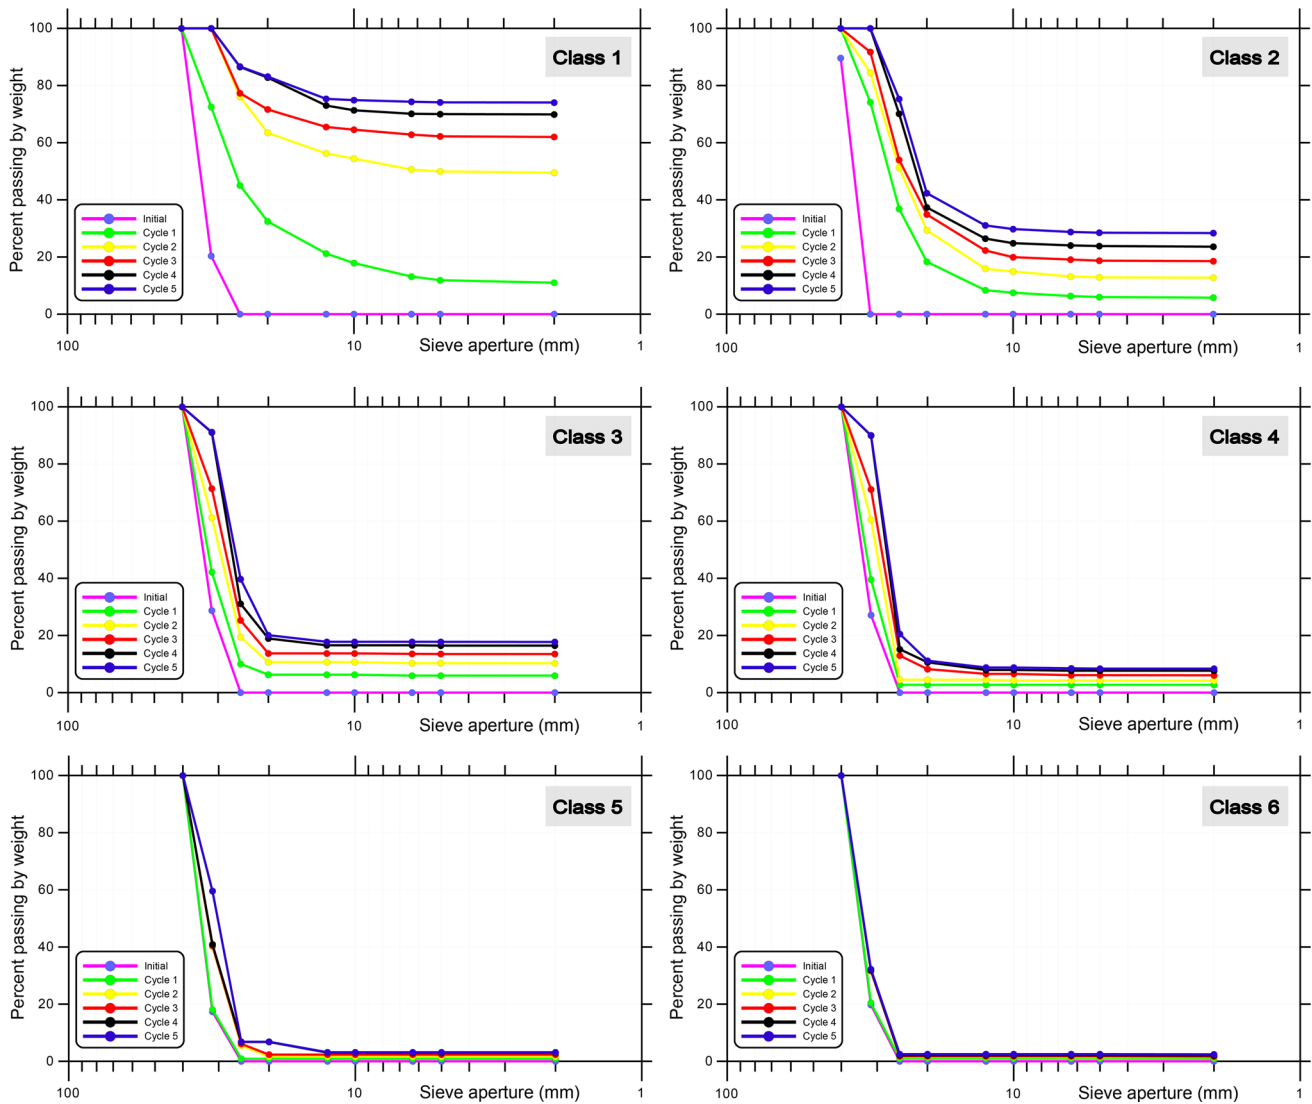 Class 1
Percent passing by weight
100
80
60
40
20
0
Initial
Cycle 1
Cycle 2
Cycle 3
Cycle 4
Cycle 5
100
10
1
Sieve aperture (mm)
Class 2
Percent passing by weight
100
80
60
40
20
0
Initial
Cycle 1
Cycle 2
Cycle 3
Cycle 4
Cycle 5
100
10
1
Sieve aperture (mm)
Class 3
Percent passing by weight
100
80
60
40
20
0
Initial
Cycle 1
Cycle 2
Cycle 3
Cycle 4
Cycle 5
100
10
1
Sieve aperture (mm)
Class 4
Percent passing by weight
100
80
60
40
20
0
Initial
Cycle 1
Cycle 2
Cycle 3
Cycle 4
Cycle 5
100
10
1
Sieve aperture (mm)
Class 5
Percent passing by weight
100
80
60
40
20
0
Initial
Cycle 1
Cycle 2
Cycle 3
Cycle 4
Cycle 5
100
10
1
Sieve aperture (mm)
Class 6
Percent passing by weight
100
80
60
40
20
0
Initial
Cycle 1
Cycle 2
Cycle 3
Cycle 4
Cycle 5
100
10
1
Sieve aperture (mm)